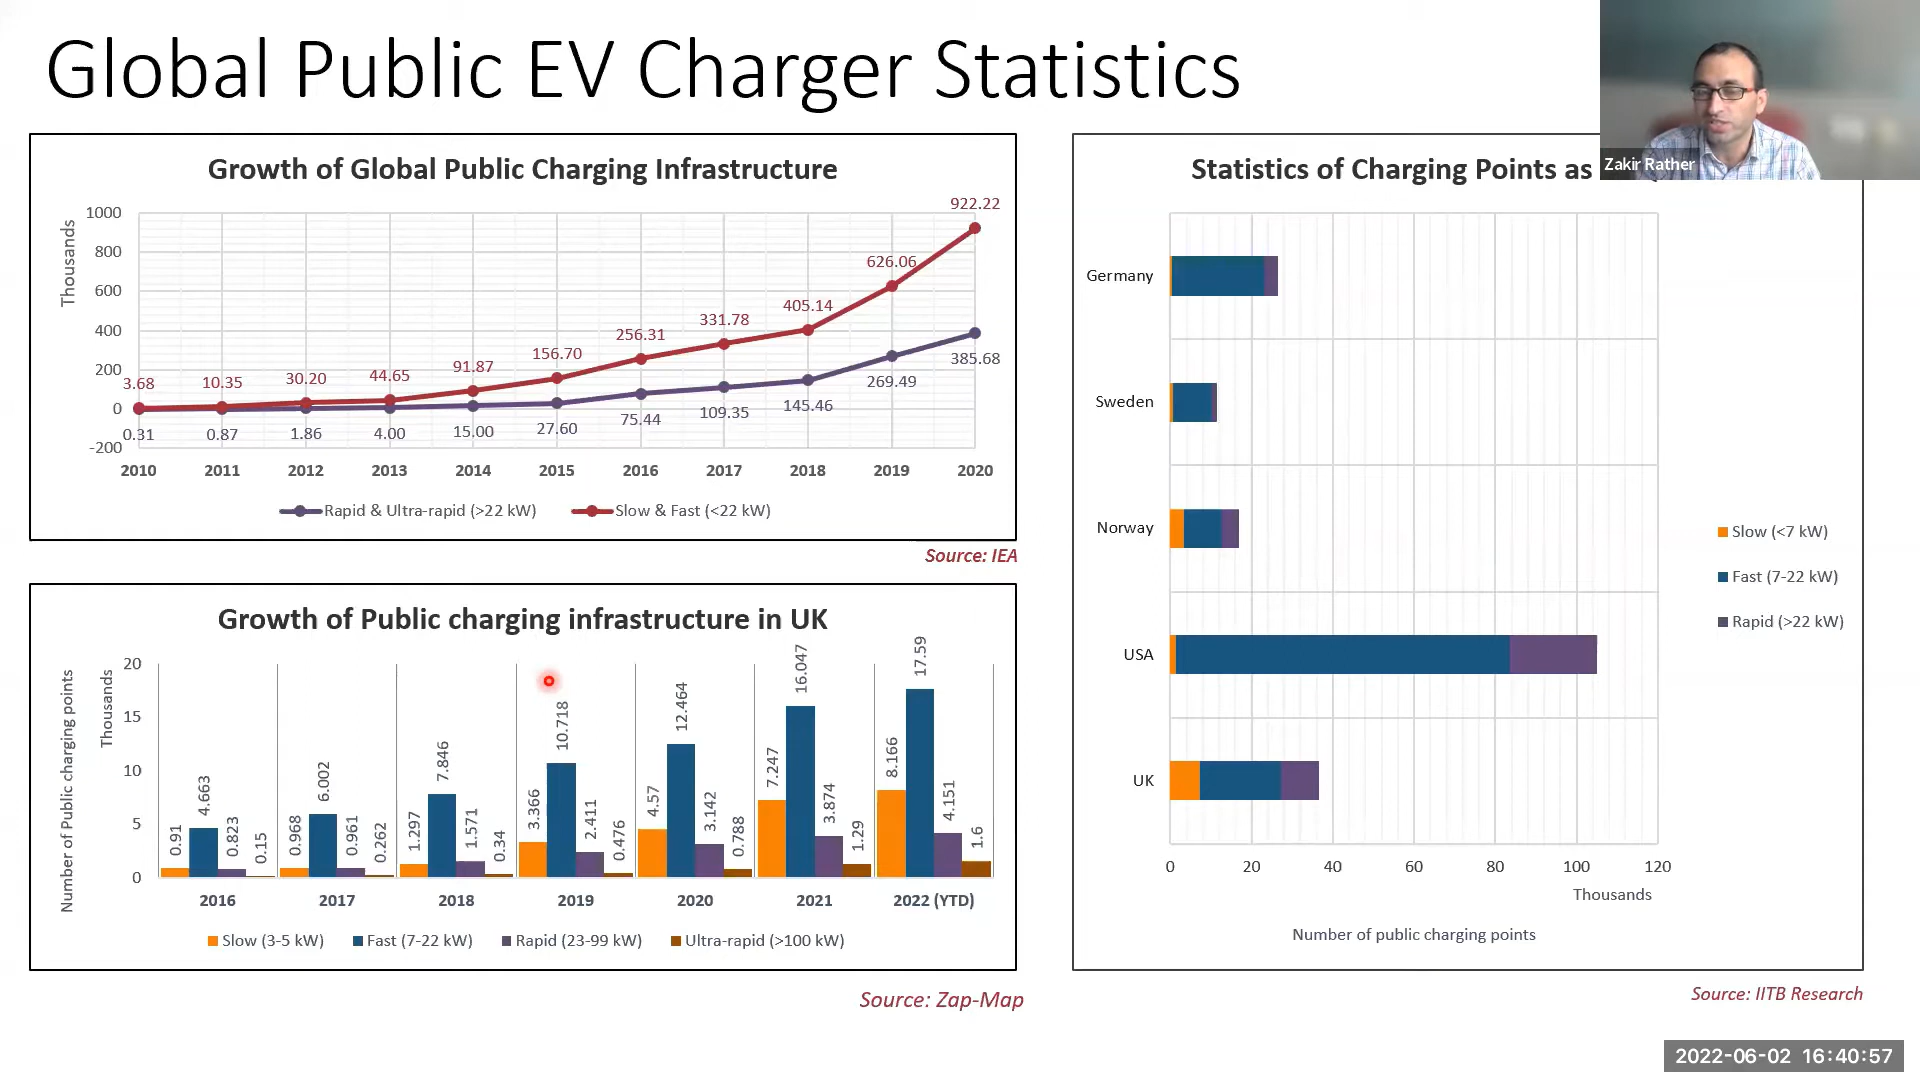 Global Public EV Charger Statistics
Zakir Rather
Growth of Global Public Charging Infrastructure
Thousands
1000
800
600
400
200
0
-200
3.68
10.35
30.20
44.65
91.87
156.70
256.31
331.78
405.14
626.06
922.22
0.31
0.87
1.86
4.00
15.00
27.60
75.44
109.35
145.46
269.49
385.68
2010 2011 2012 2013 2014 2015 2016 2017 2018 2019 2020
Rapid & Ultra-rapid (>22 kW) Slow & Fast (<22 kW)
Source: IEA
Growth of Public charging infrastructure in UK
Number of Public charging points
Thousands
20
15
10
5
0
0.91 4.663 0.823 0.15
0.968 6.002 0.961 0.262
1.297 7.846 1.571 0.34
3.366 10.718 2.411 0.476
4.57 12.464 3.142 0.788
7.247 16.047 3.874 1.29
8.166 17.59 4.151 1.6
2016 2017 2018 2019 2020 2021 2022 (YTD)
Slow (3-5 kW) Fast (7-22 kW) Rapid (23-99 kW) Ultra-rapid (>100 kW)
Source: Zap-Map
Statistics of Charging Points as
Germany
Sweden
Norway
USA
UK
0 20 40 60 80 100 120
Thousands
Number of public charging points
Slow (<7 kW)
Fast (7-22 kW)
Rapid (>22 kW)
Source: IITB Research
2022-06-02 16:40:57